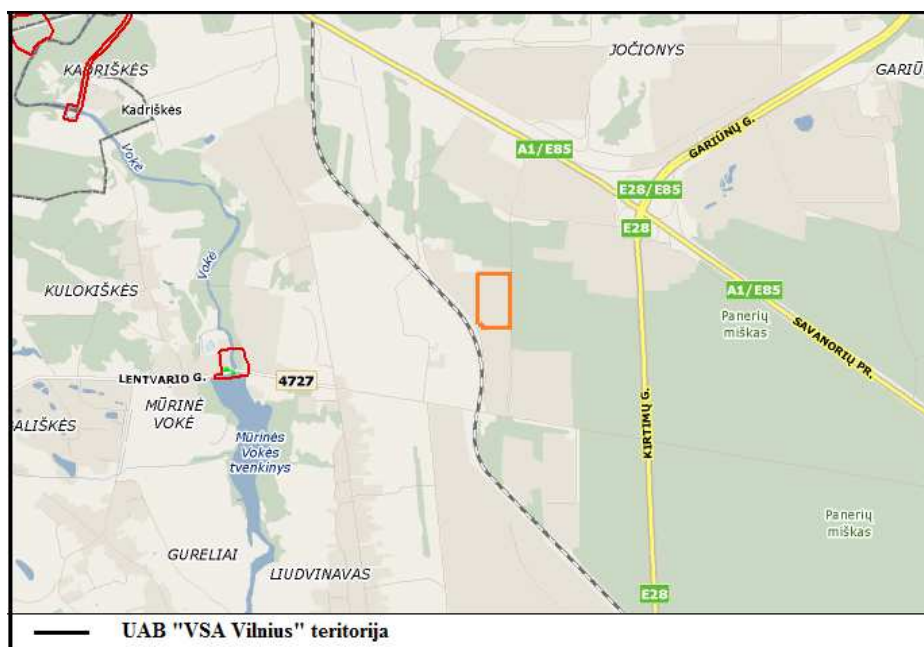 JOČIONYS
GARIŪ
KADRIŠKĖS
Kadriškės
GARIŪNŲ G.
A1/E85
Vokė
E28/E85
E28
Vokė
KULOKIŠKĖS
A1/E85
Panerių
miškas
SAVANORIŲ PR.
LENTVARIO G.
4727
KIRTIMŲ G.
MŪRINĖ
VOKĖ
ALIŠKĖS
Mūrinės
Vokės
tvenkinys
Panerių
miškas
GURELIAI
LIUDVINAVAS
E28
UAB "VSA Vilnius" teritorija